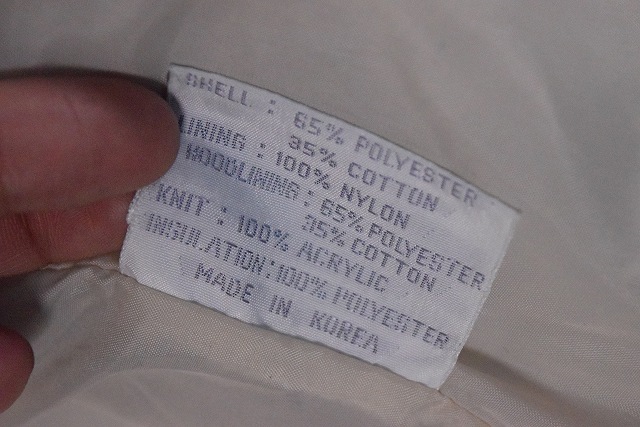 SHELL : 65% POLYESTER
35% COTTON
LINING : 100% NYLON
HOODLINING : 65% POLYESTER
35% COTTON
KNIT : 100% ACRYLIC
INSULATION : 100% POLYESTER
MADE IN KOREA